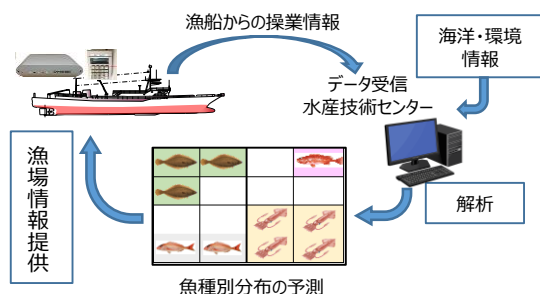 漁船からの操業情報
海洋・環境
情報
データ受信
水産技術センター
漁場情報提供
解析
魚種別分布の予測